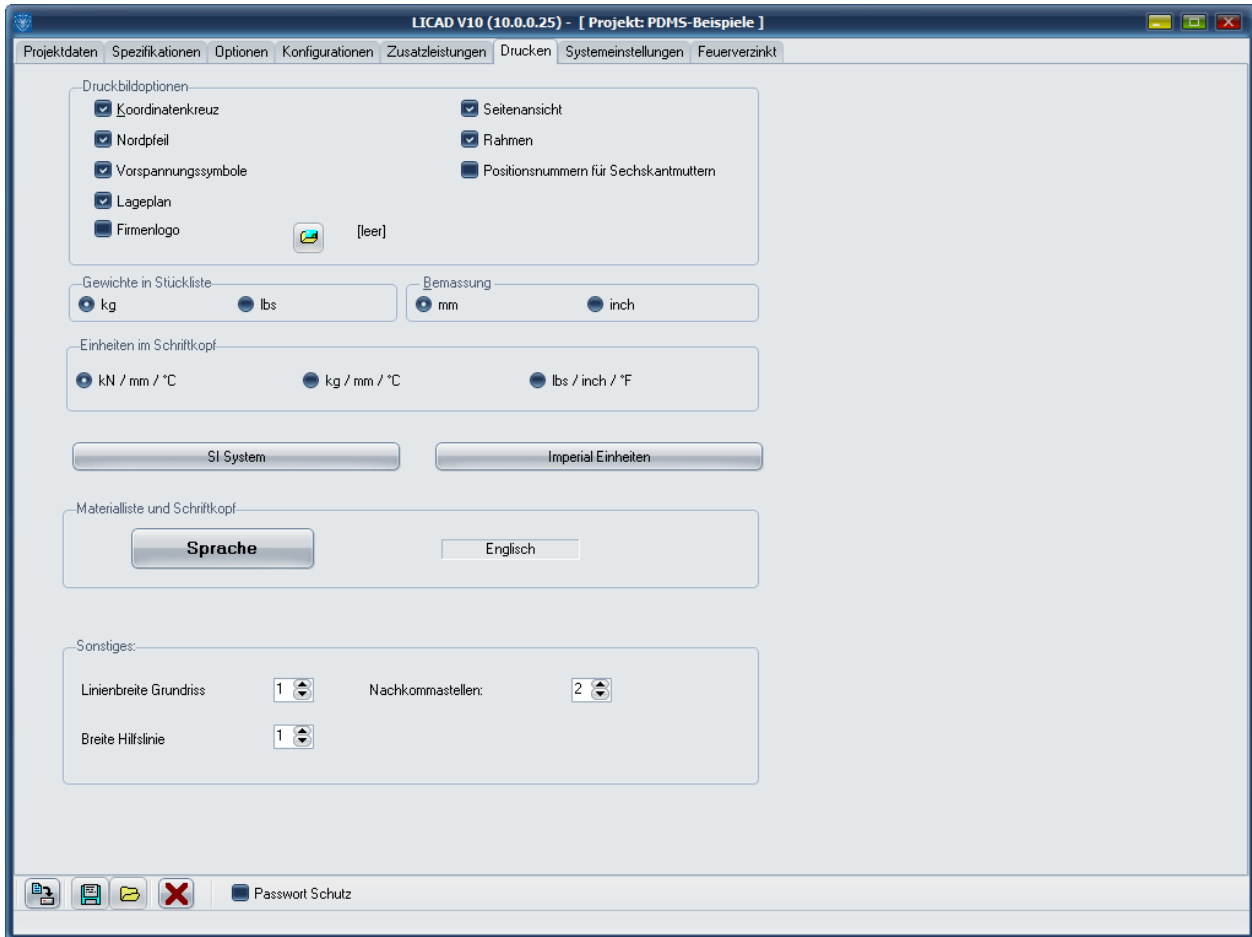 LICAD V10 (10.0.0.25) - [ Projekt: PDMS-Beispiele ]
Projektdaten Spezifikationen Optionen Konfigurationen Zusatzleistungen Drucken Systemeinstellungen Feuerverzinkt
Druckbildoptionen
Koordinatenkreuz Seitenansicht
Nordpfeil Rahmen
Vorspannungssymbole Positionsnummern für Sechskantmuttern
Lageplan
Firmenlogo [leer]
Gewichte in Stückliste Bemassung
kg lbs mm inch
Einheiten im Schriftkopf
kN / mm / °C kg / mm / °C lbs / inch / °F
SI System Imperial Einheiten
Materialliste und Schriftkopf
Sprache Englisch
Sonstiges:
Linienbreite Grundriss 1 Nachkommastellen: 2
Breite Hilfslinie 1
Passwort Schutz